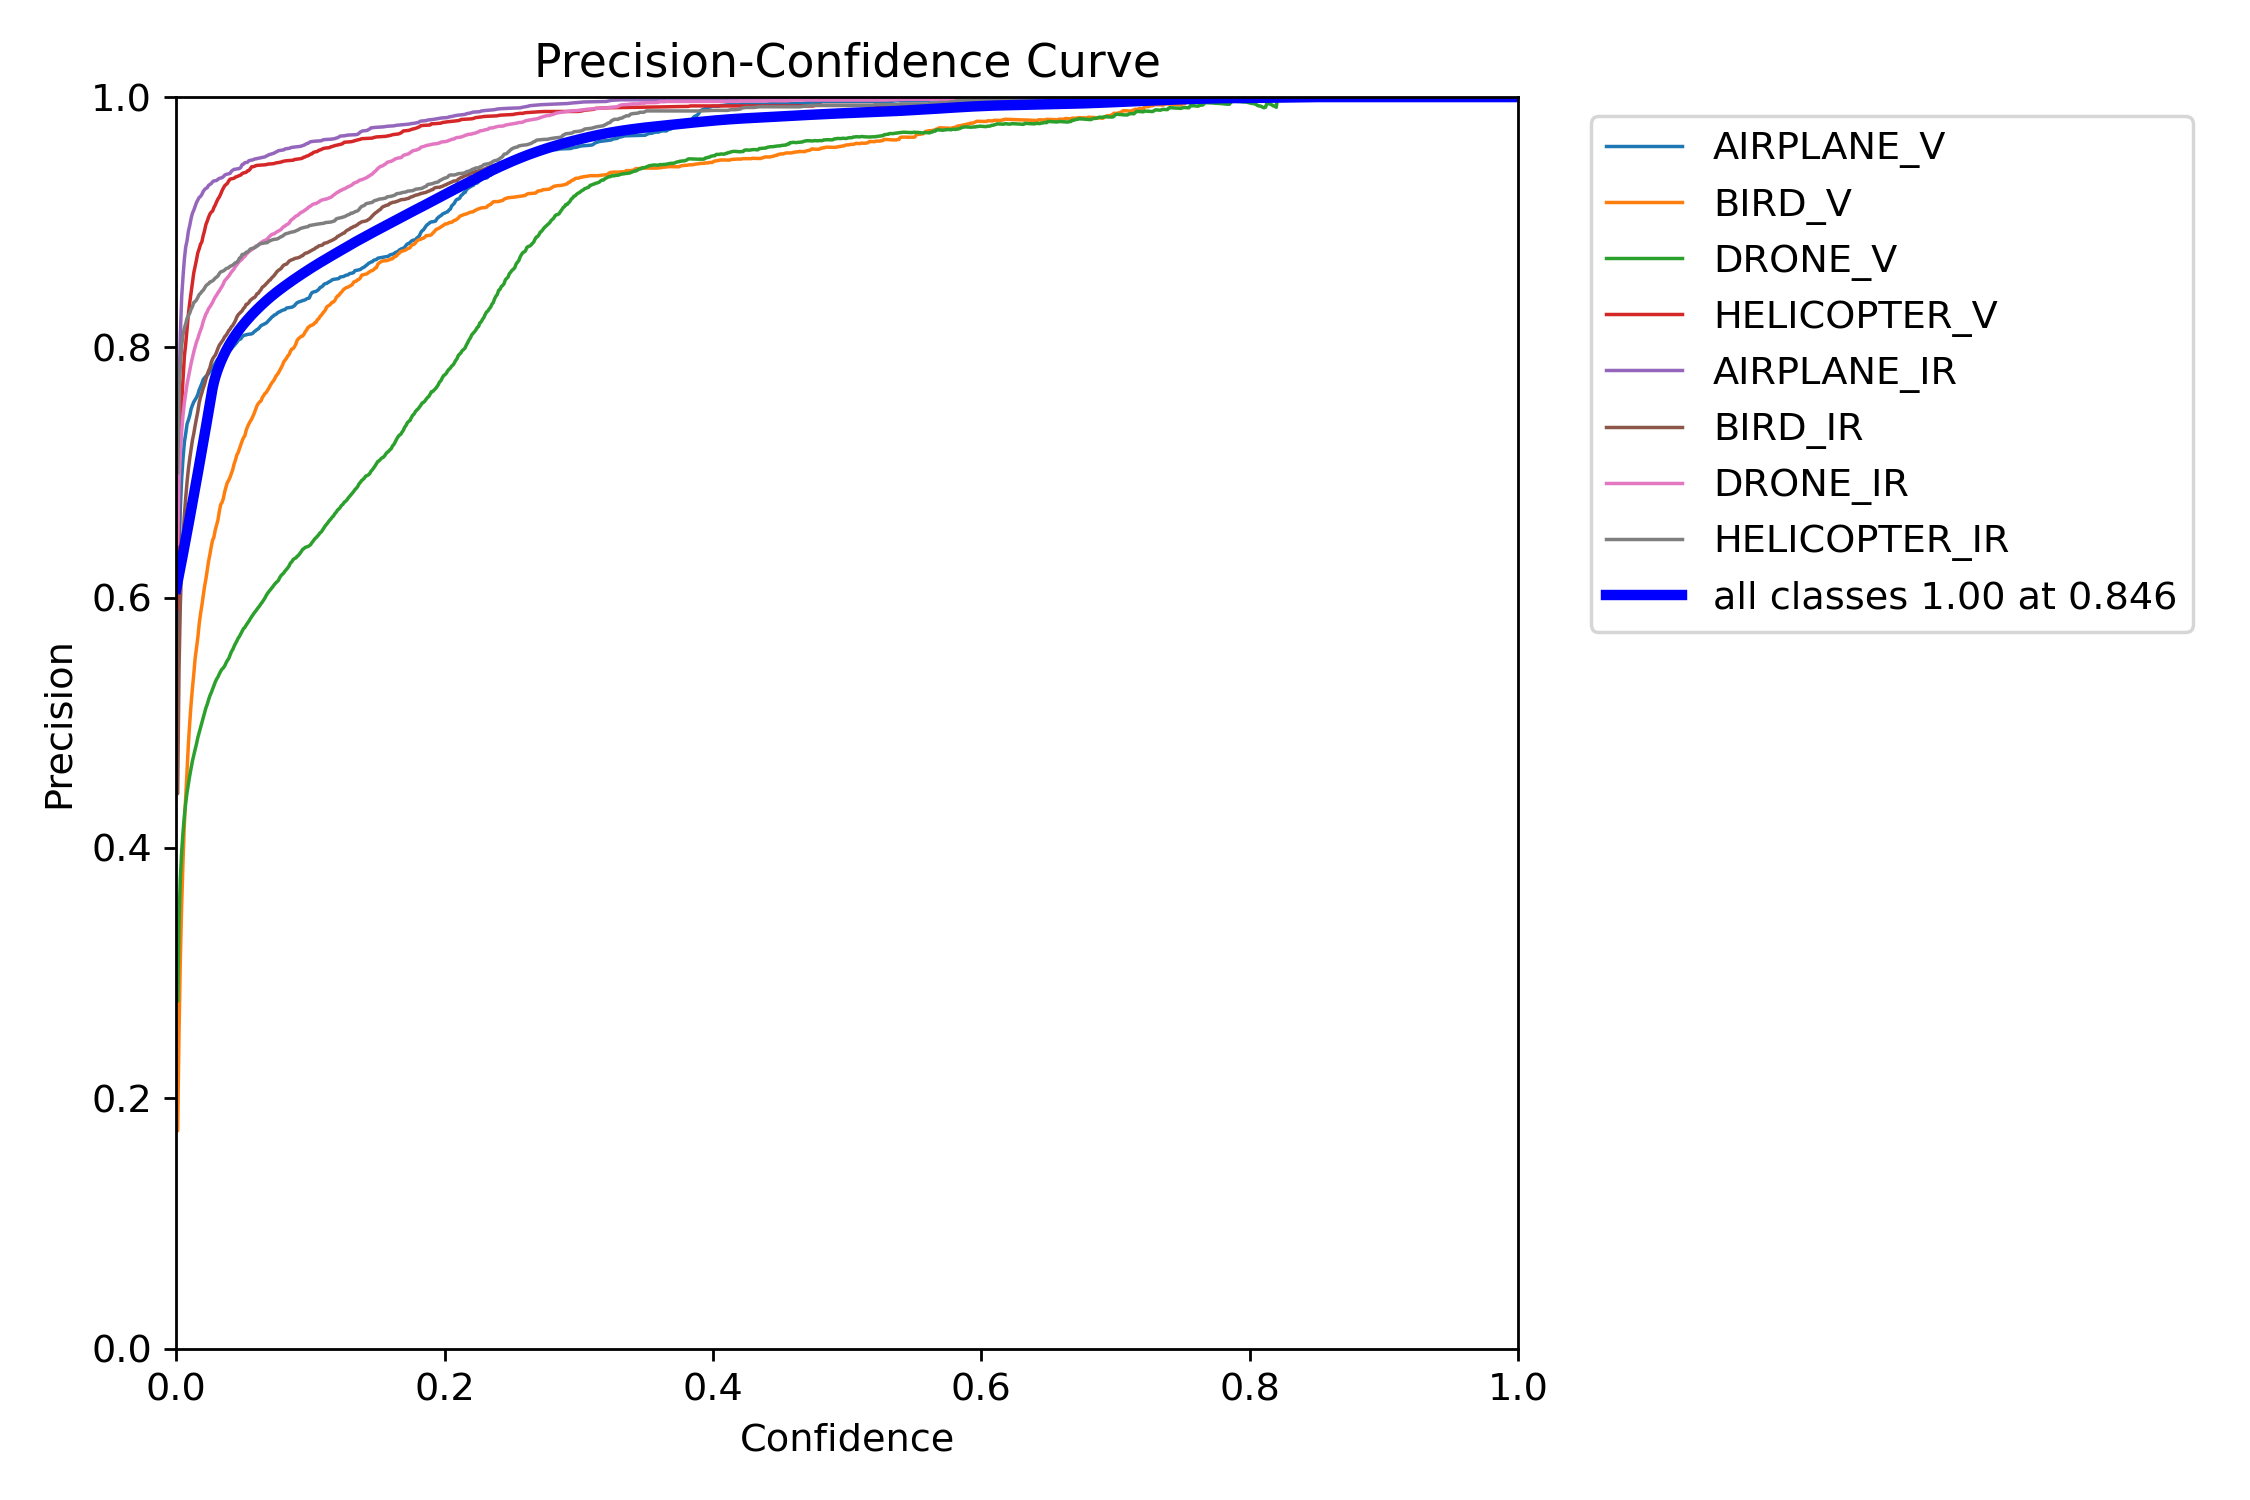 Precision-Confidence Curve
1.0
0.8
0.6
0.4
0.2
0.0
Precision
0.0 0.2 0.4 0.6 0.8 1.0
Confidence
AIRPLANE_V
BIRD_V
DRONE_V
HELICOPTER_V
AIRPLANE_IR
BIRD_IR
DRONE_IR
HELICOPTER_IR
all classes 1.00 at 0.846